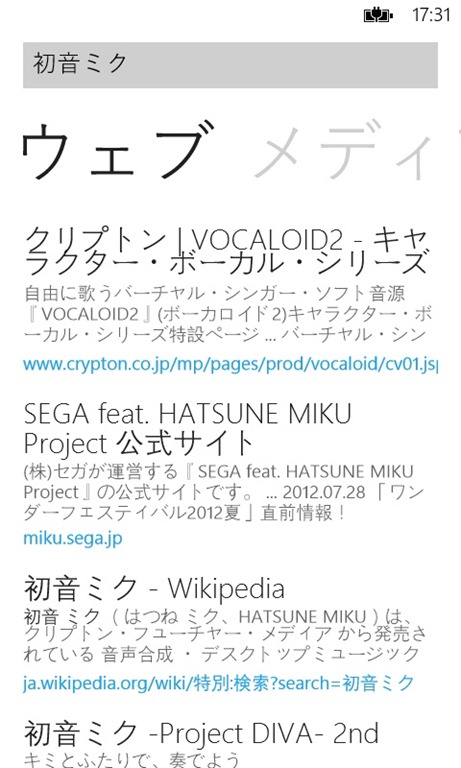 17:31
初音ミク
ウェブ メディ
クリプトン | VOCALOID2 - キャ
ラクター・ボーカル・シリーズ
自由に歌うバーチャル・シンガー・ソフト音源
『VOCALOID2』(ボーカロイド2)キャラクター・ボ
ーカル・シリーズ特設ページ ... バーチャル・シン
www.crypton.co.jp/mp/pages/prod/vocaloid/cv01.jsp
SEGA feat. HATSUNE MIKU
Project 公式サイト
(株)セガが運営する『SEGA feat. HATSUNE MIKU
Project』の公式サイトです。 ... 2012.07.28 「ワン
ダーフェスティバル2012夏」直前情報！
miku.sega.jp
初音ミク - Wikipedia
初音 ミク （はつね ミク、HATSUNE MIKU）は、
クリプトン・フューチャー・メディア から発売さ
れている 音声合成 ・ デスクトップミュージック
ja.wikipedia.org/wiki/特別:検索?search=初音ミク
初音ミク -Project DIVA- 2nd
キミとふたりで、奏でよう